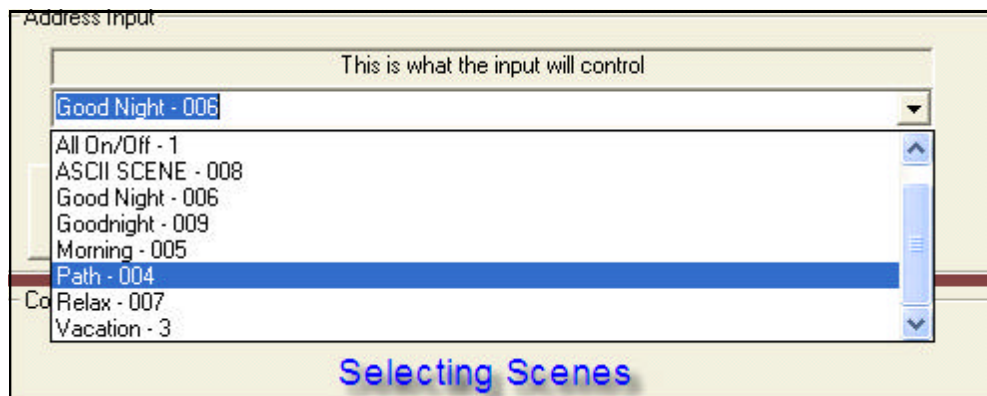 Address Input
This is what the input will control
Good Night - 006
All On/Off - 1
ASCII SCENE - 008
Good Night - 006
Goodnight - 009
Morning - 005
Path - 004
Co
Relax - 007
Vacation - 3
Selecting Scenes